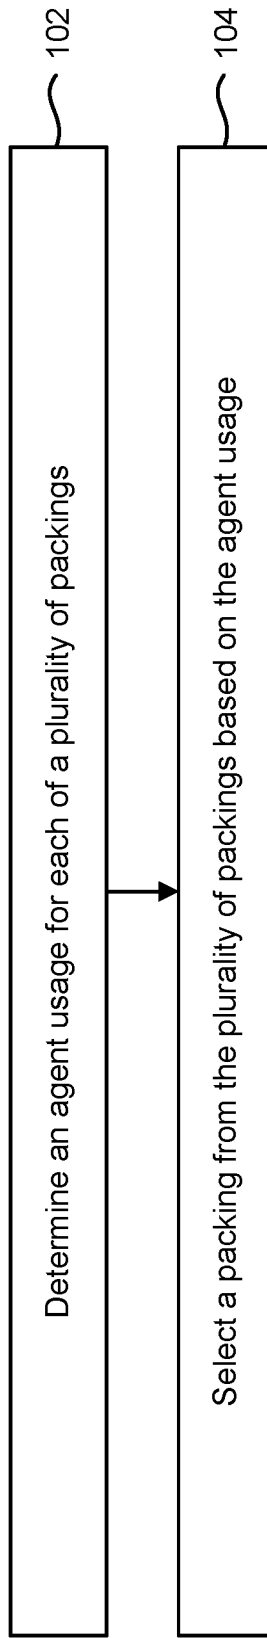 102
Determine an agent usage for each of a plurality of packings
104
Select a packing from the plurality of packings based on the agent usage